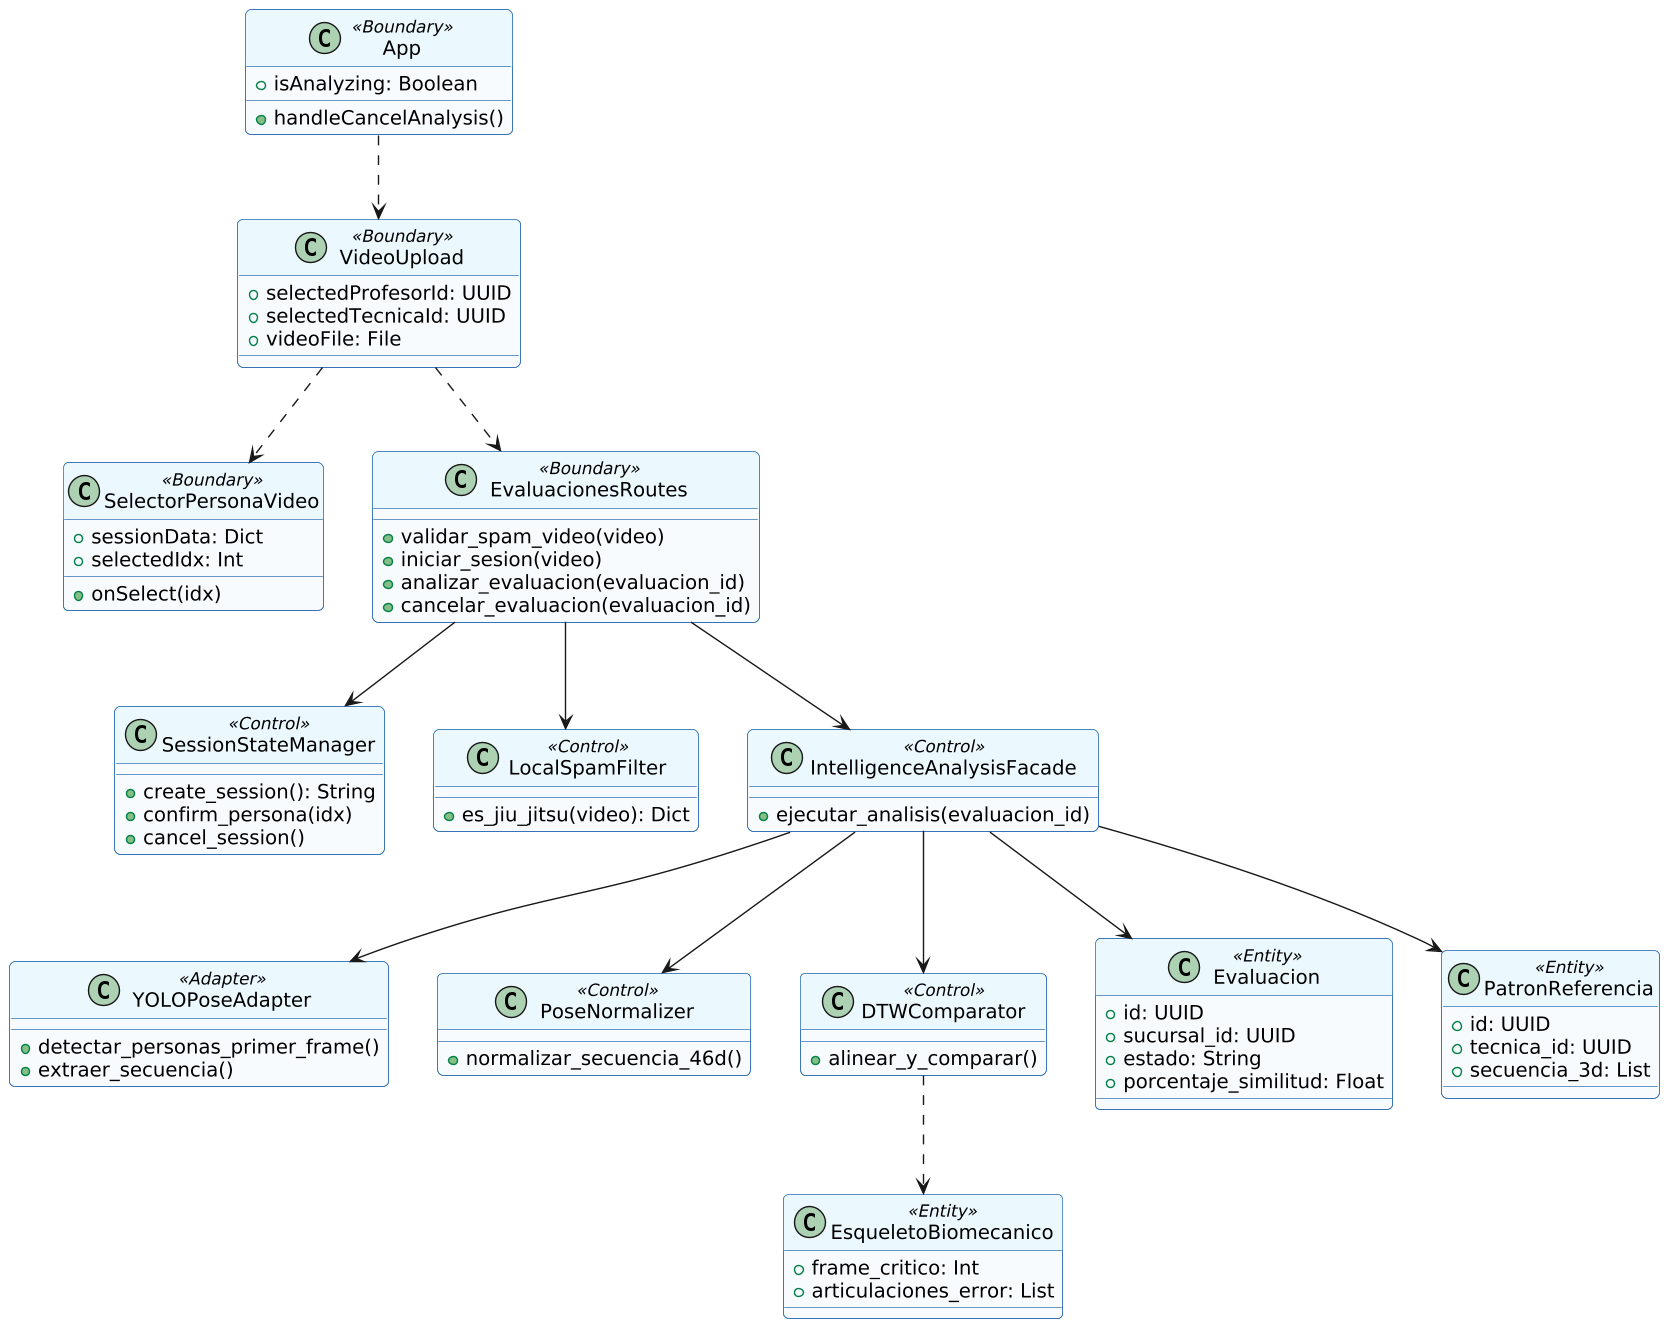 C
«Boundary»
App
isAnalyzing: Boolean
handleCancelAnalysis()
C
«Boundary»
VideoUpload
selectedProfesorId: UUID
selectedTecnicaId: UUID
videoFile: File
C
«Boundary»
SelectorPersonaVideo
sessionData: Dict
selectedIdx: Int
onSelect(idx)
C
«Boundary»
EvaluacionesRoutes
validar_spam_video(video)
iniciar_sesion(video)
analizar_evaluacion(evaluacion_id)
cancelar_evaluacion(evaluacion_id)
C
«Control»
SessionStateManager
create_session(): String
confirm_persona(idx)
cancel_session()
C
«Control»
LocalSpamFilter
es_jiu_jitsu(video): Dict
C
«Control»
IntelligenceAnalysisFacade
ejecutar_analisis(evaluacion_id)
C
«Adapter»
YOLOPoseAdapter
detectar_personas_primer_frame()
extraer_secuencia()
C
«Control»
PoseNormalizer
normalizar_secuencia_46d()
C
«Control»
DTWComparator
alinear_y_comparar()
C
«Entity»
Evaluacion
id: UUID
sucursal_id: UUID
estado: String
porcentaje_similitud: Float
C
«Entity»
PatronReferencia
id: UUID
tecnica_id: UUID
secuencia_3d: List
C
«Entity»
EsqueletoBiomecanico
frame_critico: Int
articulaciones_error: List